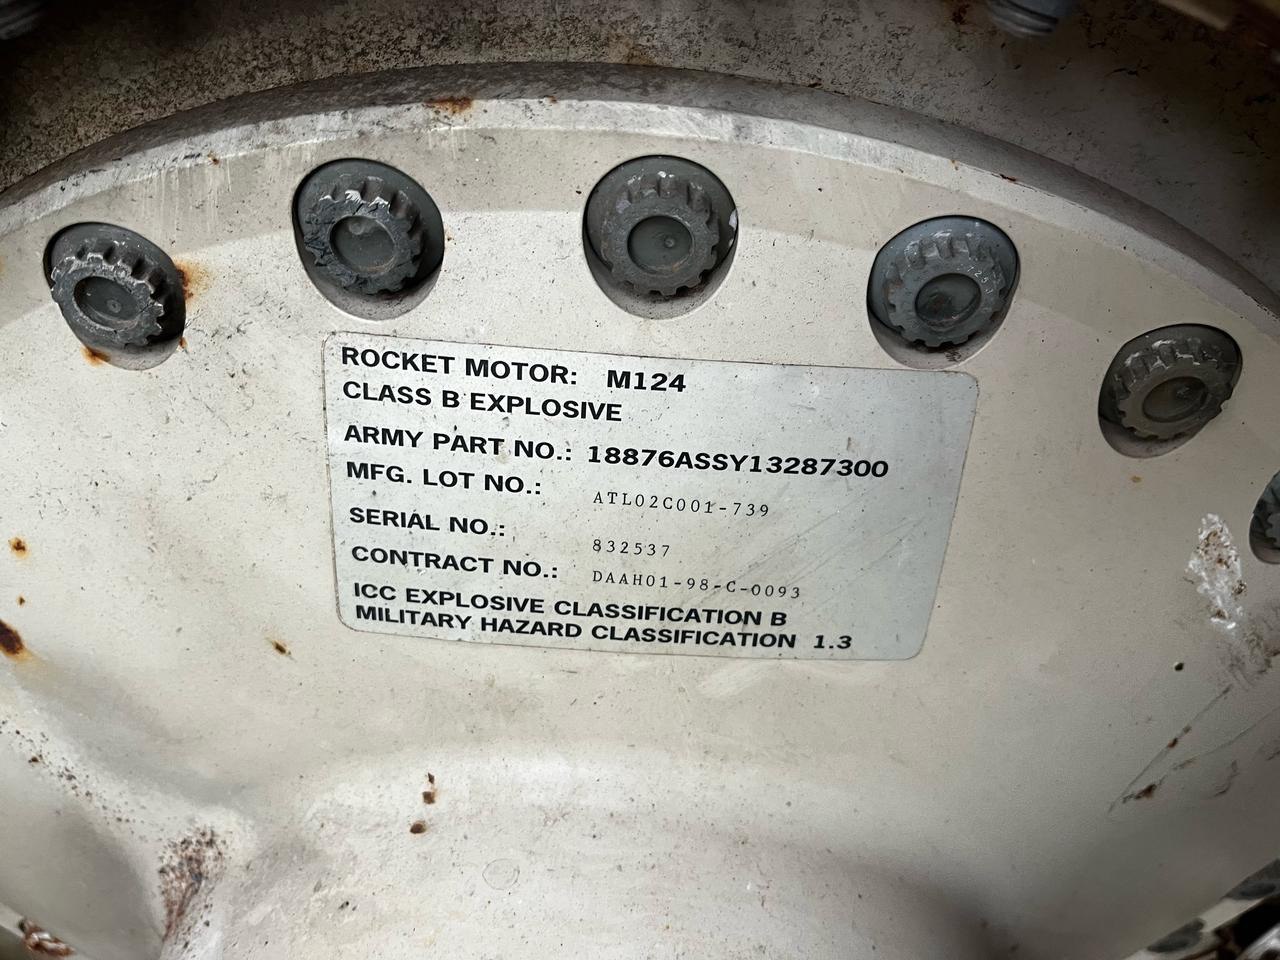 ROCKET MOTOR: M124
CLASS B EXPLOSIVE
ARMY PART NO.: 18876ASSY13287300
MFG. LOT NO.: ATL02C001-739
SERIAL NO.: 832537
CONTRACT NO.: DAAH01-98-C-0093
ICC EXPLOSIVE CLASSIFICATION B
MILITARY HAZARD CLASSIFICATION 1.3